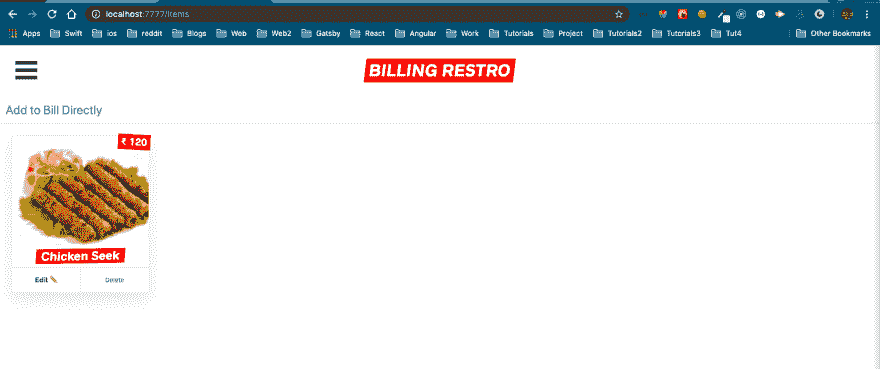 localhost:7777/items
Apps Swift ios reddit Blogs Web Web2 Gatsby React Angular Work Tutorials Project Tutorials2 Tutorials3 Tut4 Other Bookmarks
BILLING RESTRO
Add to Bill Directly
₹ 120
Chicken Seek
Edit ✏️ Delete